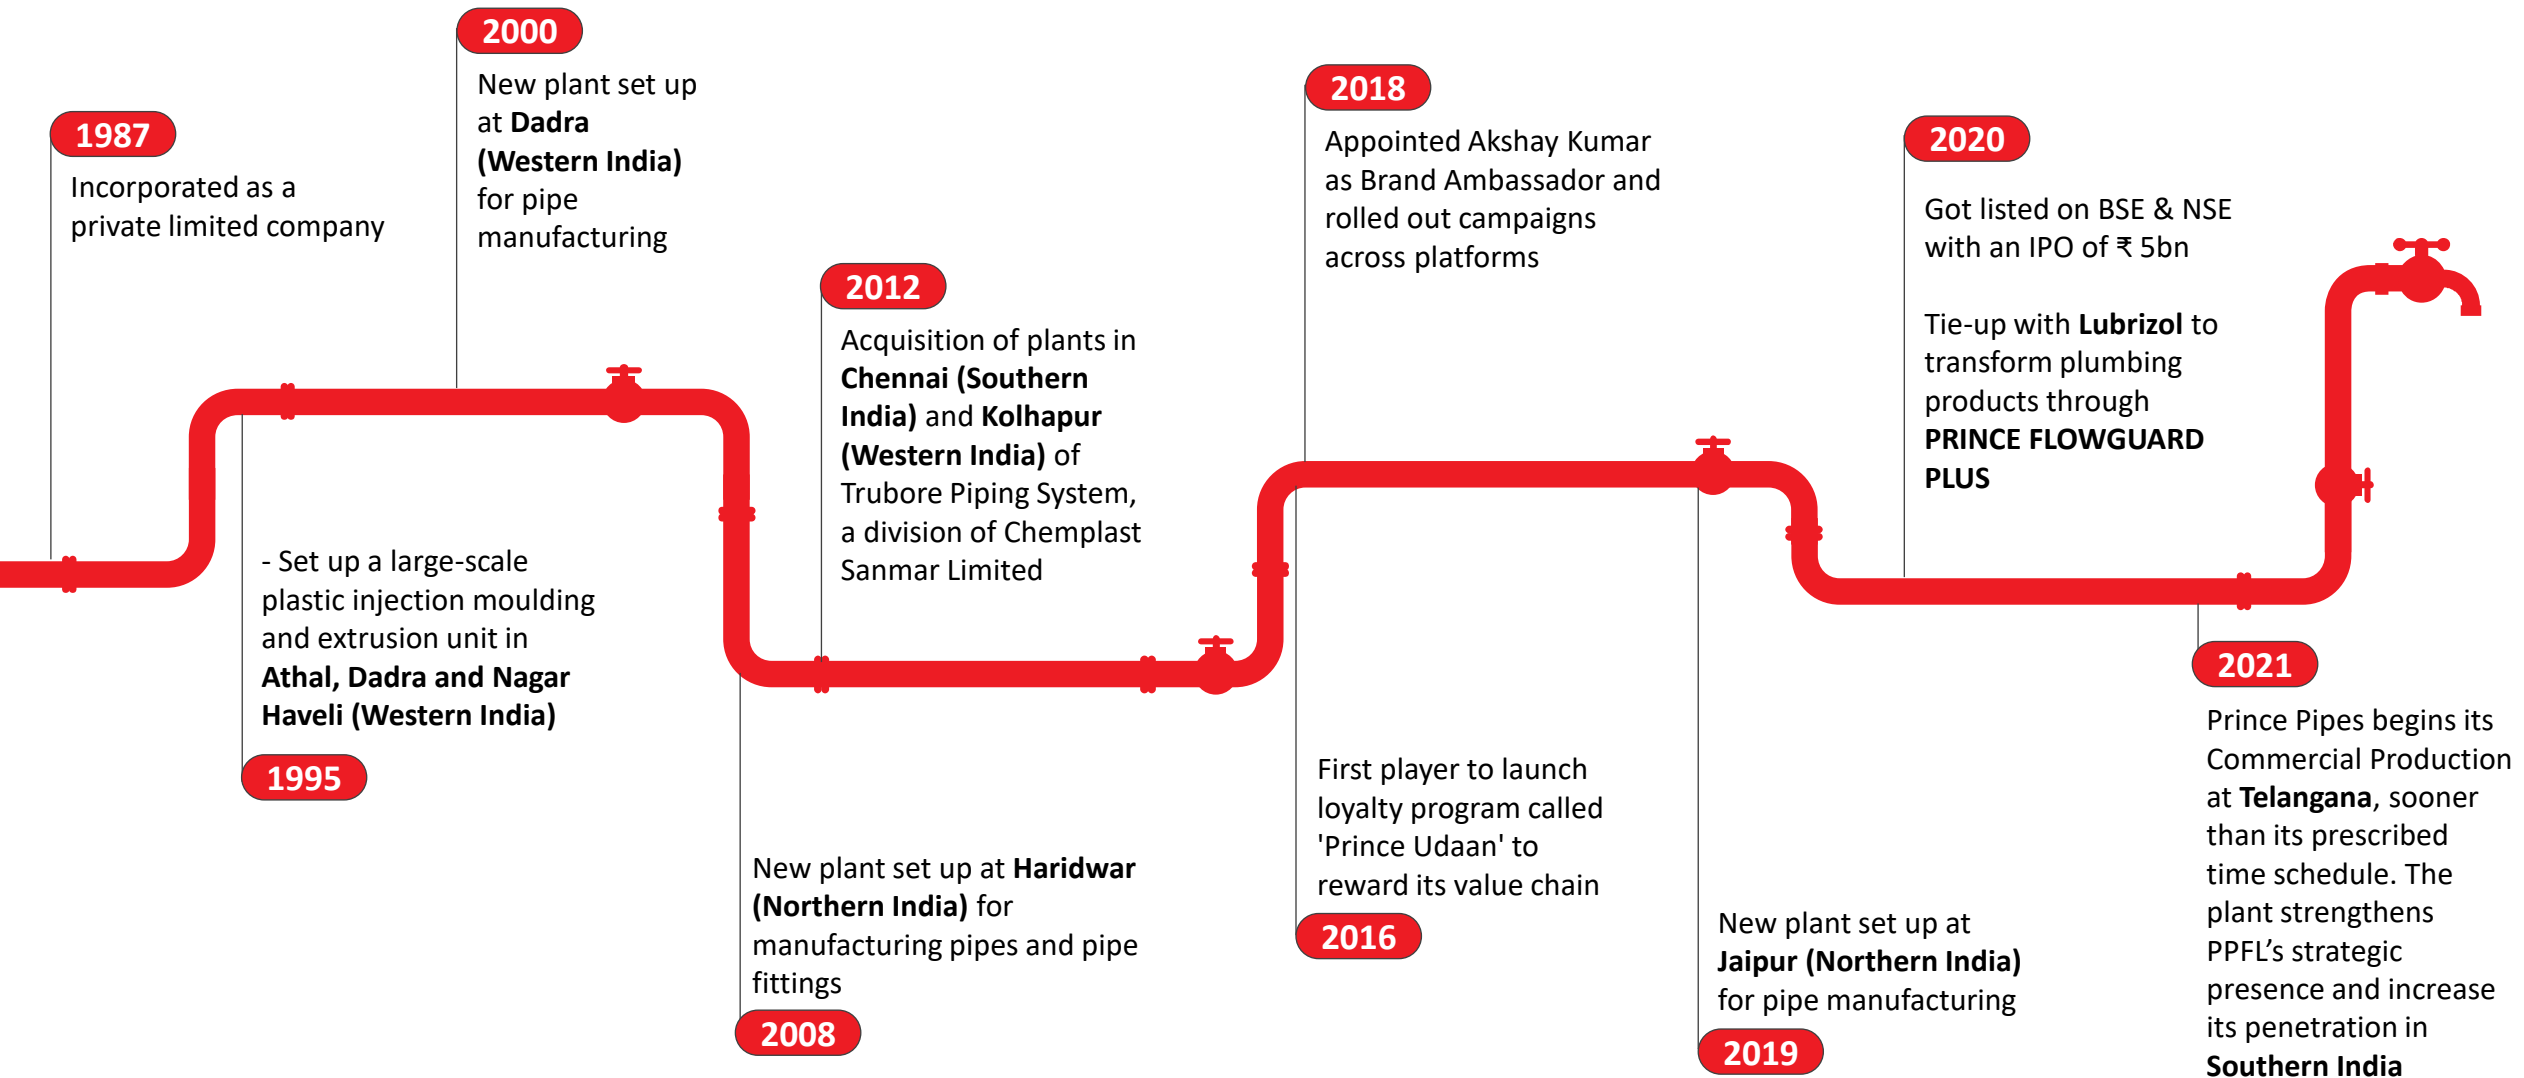 1987
Incorporated as a
private limited company
- Set up a large-scale
plastic injection moulding
and extrusion unit in
Athal, Dadra and Nagar
Haveli (Western India)
1995
2000
New plant set up
at Dadra
(Western India)
for pipe
manufacturing
New plant set up at Haridwar
(Northern India) for
manufacturing pipes and pipe
fittings
2008
2012
Acquisition of plants in
Chennai (Southern
India) and Kolhapur
(Western India) of
Trubore Piping System,
a division of Chemplast
Sanmar Limited
First player to launch
loyalty program called
'Prince Udaan' to
reward its value chain
2016
2018
Appointed Akshay Kumar
as Brand Ambassador and
rolled out campaigns
across platforms
New plant set up at
Jaipur (Northern India)
for pipe manufacturing
2019
2020
Got listed on BSE & NSE
with an IPO of ₹ 5bn
Tie-up with Lubrizol to
transform plumbing
products through
PRINCE FLOWGUARD
PLUS
2021
Prince Pipes begins its
Commercial Production
at Telangana, sooner
than its prescribed
time schedule. The
plant strengthens
PPFL’s strategic
presence and increase
its penetration in
Southern India